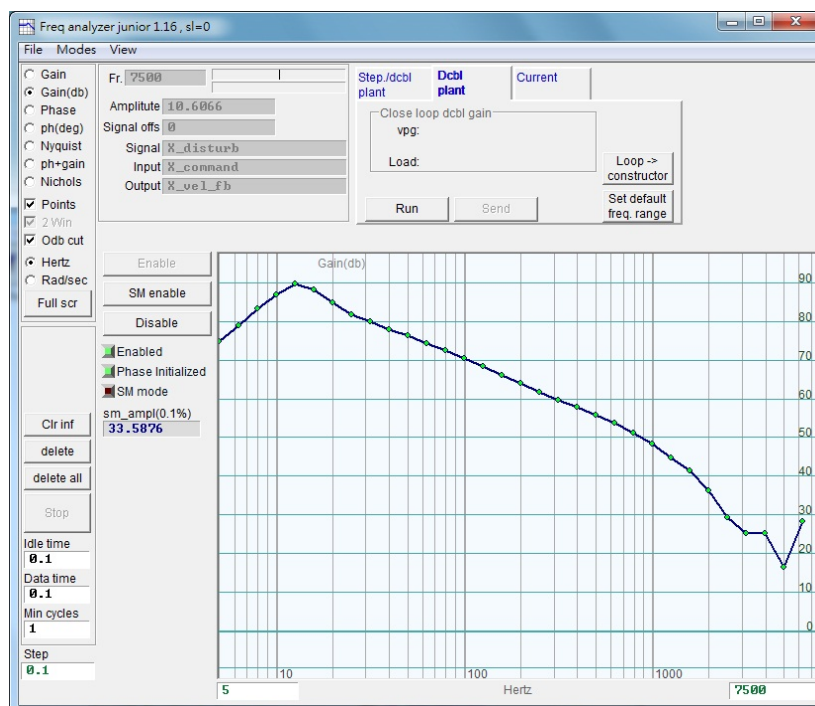 Freq analyzer junior 1.16 , sl=0
File Modes View
Gain
Gain(db)
Phase
ph(deg)
Nyquist
ph+gain
Nichols
Points
2 Win
Odb cut
Hertz
Rad/sec
Full scr
Fr. 7500
Amplitute 10.6066
Signal offs 0
Signal X_disturb
Input X_command
Output X_vel_fb
Step./dcbl plant
Dcbl plant
Current
Close loop dcbl gain
vpg:
Load:
Run
Send
Loop -> constructor
Set default freq. range
Enable
SM enable
Disable
Enabled
Phase Initialized
SM mode
sm_ampl(0.1%)
33.5876
Clr inf
delete
delete all
Stop
Idle time
0.1
Data time
0.1
Min cycles
1
Step
0.1
Gain(db)
90
80
70
60
50
40
30
20
10
0
10 100 1000
5 Hertz 7500